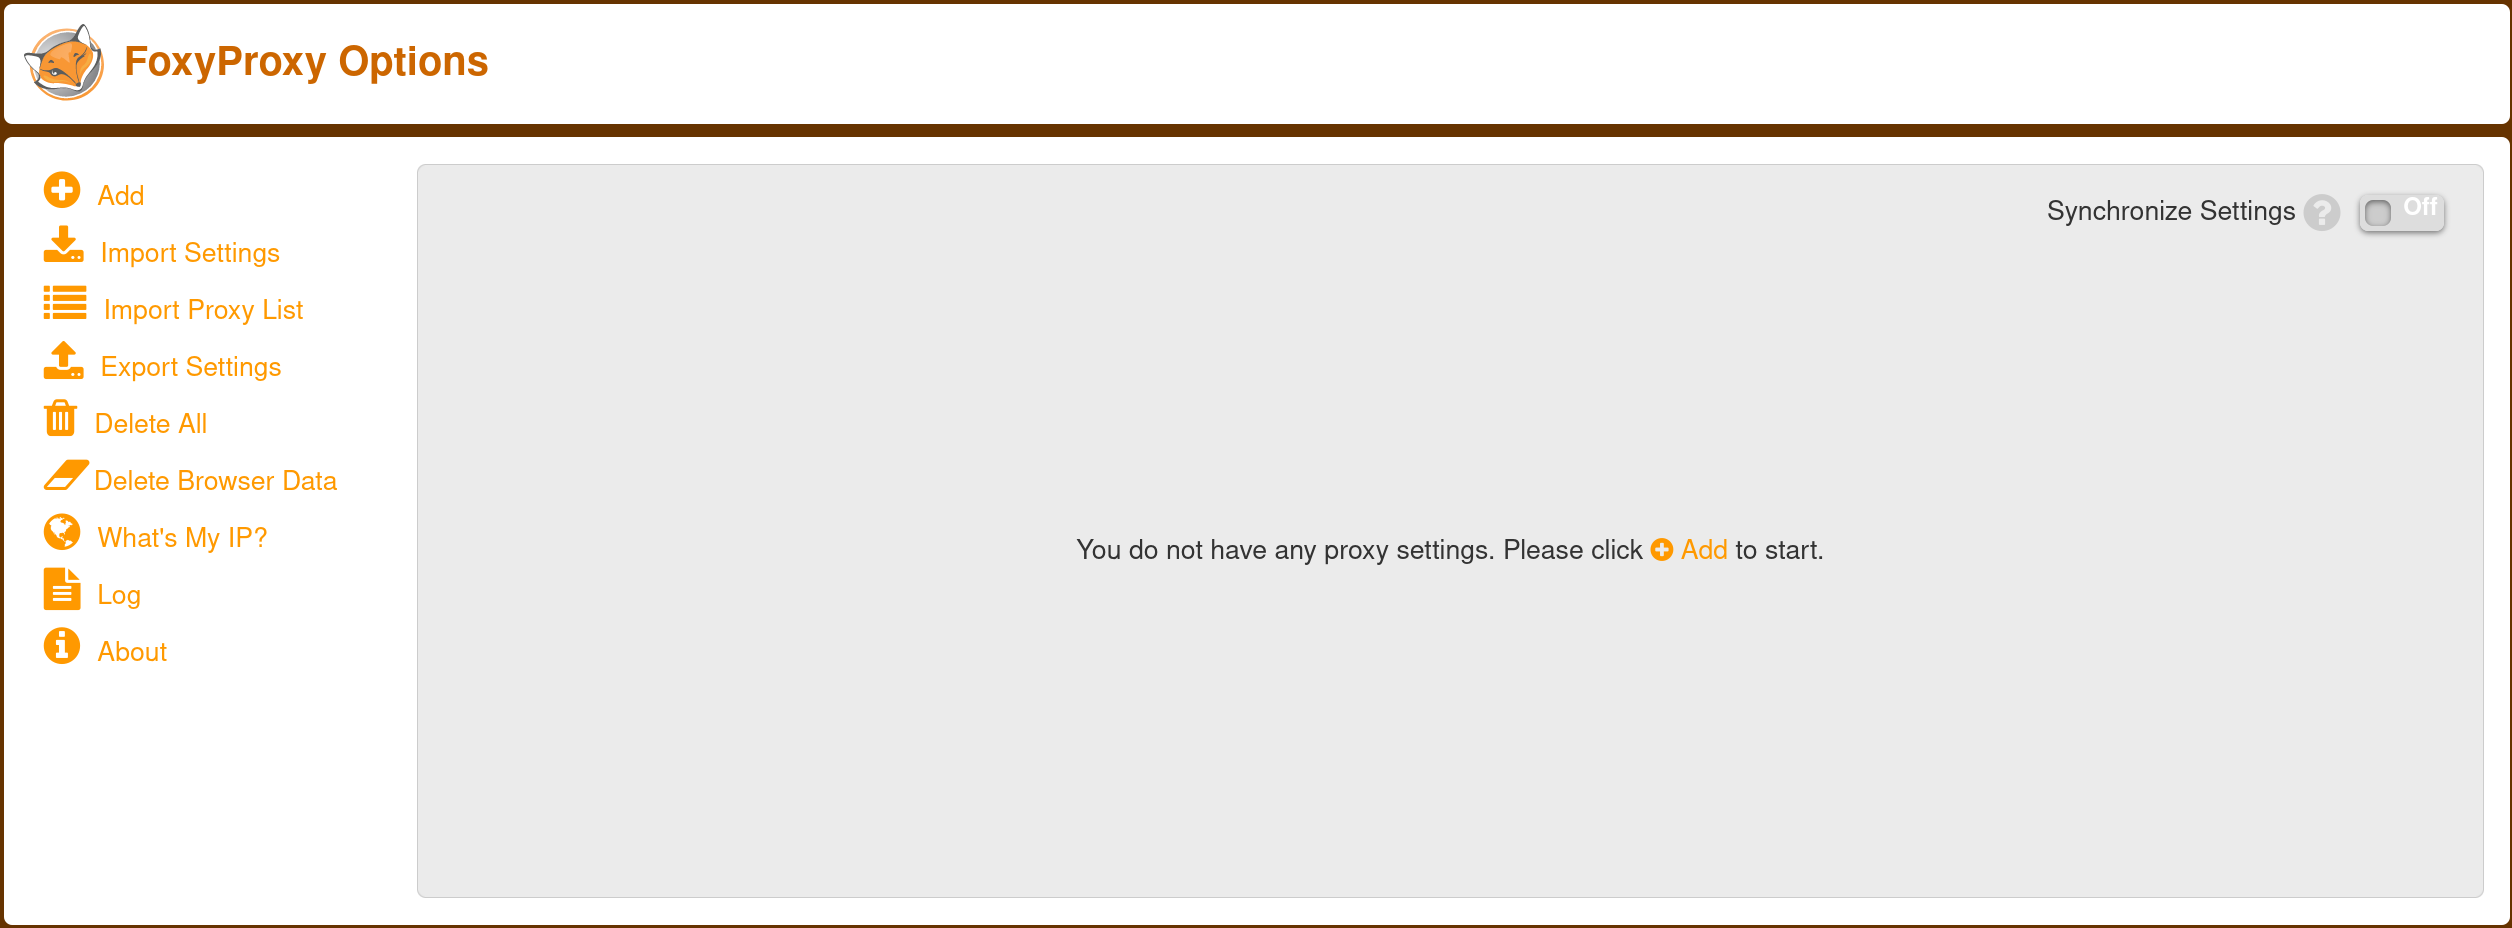 FoxyProxy Options
Add
Import Settings
Import Proxy List
Export Settings
Delete All
Delete Browser Data
What's My IP?
Log
About
Synchronize Settings ? Off
You do not have any proxy settings. Please click Add to start.